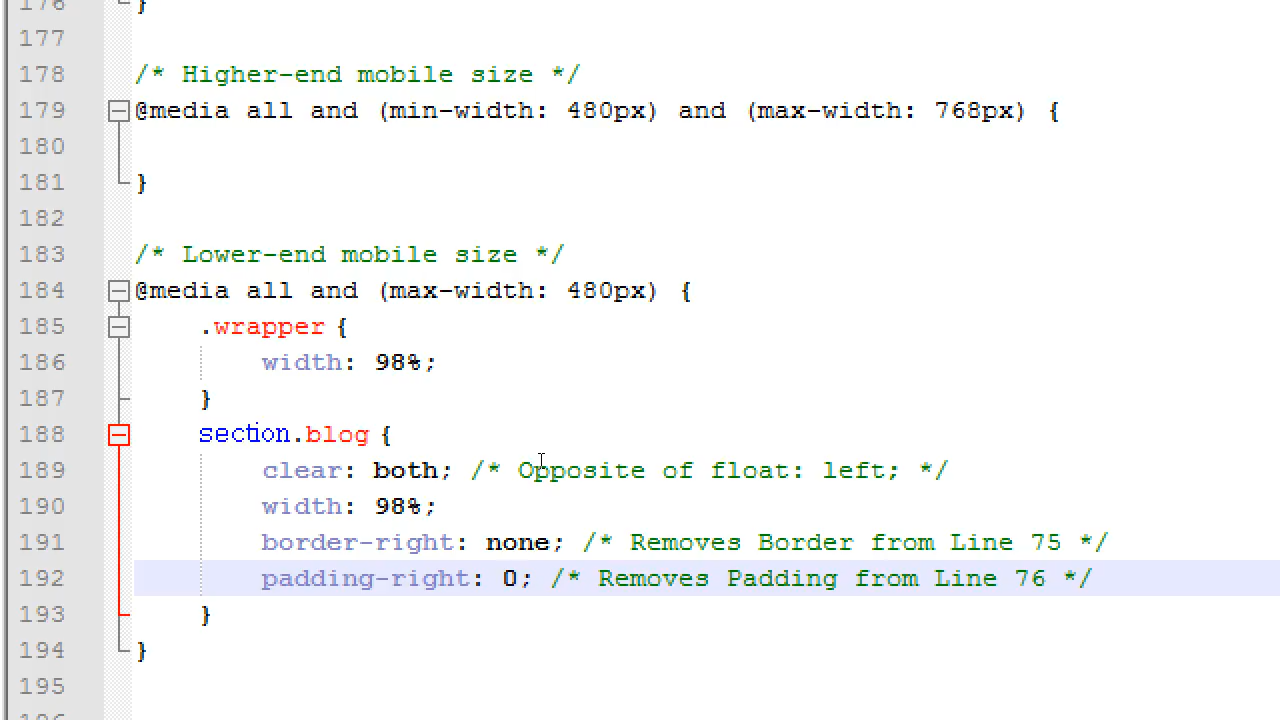 176 }
177
178 /* Higher-end mobile size */
179 @media all and (min-width: 480px) and (max-width: 768px) {
180
181 }
182
183 /* Lower-end mobile size */
184 @media all and (max-width: 480px) {
185 .wrapper {
186 width: 98%;
187 }
188 section.blog {
189 clear: both; /* Opposite of float: left; */
190 width: 98%;
191 border-right: none; /* Removes Border from Line 75 */
192 padding-right: 0; /* Removes Padding from Line 76 */
193 }
194 }
195
196